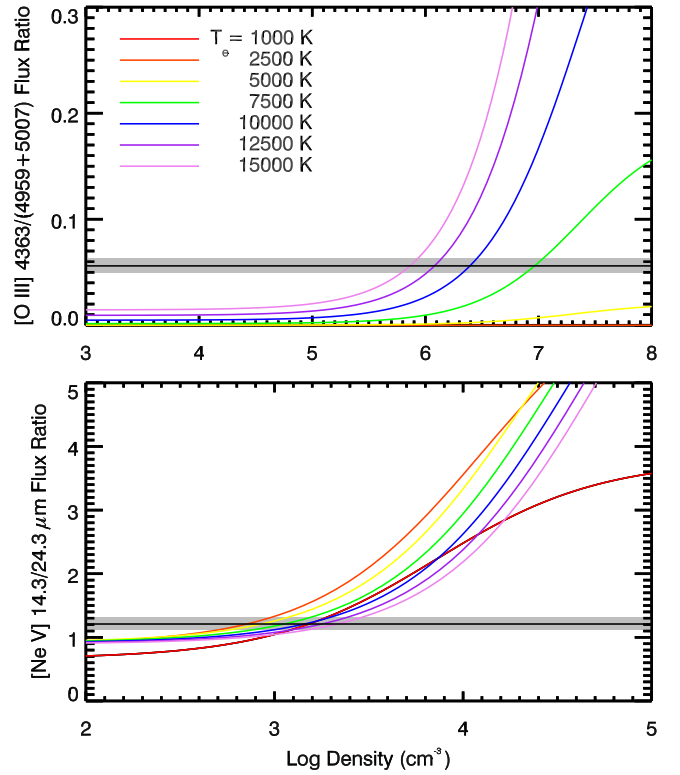 [O III] 4363/(4959+5007) Flux Ratio
0.3
0.2
0.1
0.0
T = 1000 K
e
2500 K
5000 K
7500 K
10000 K
12500 K
15000 K
3 4 5 6 7 8
[Ne V] 14.3/24.3 μm Flux Ratio
5
4
3
2
1
0
2 3 4 5
Log Density (cm⁻³)